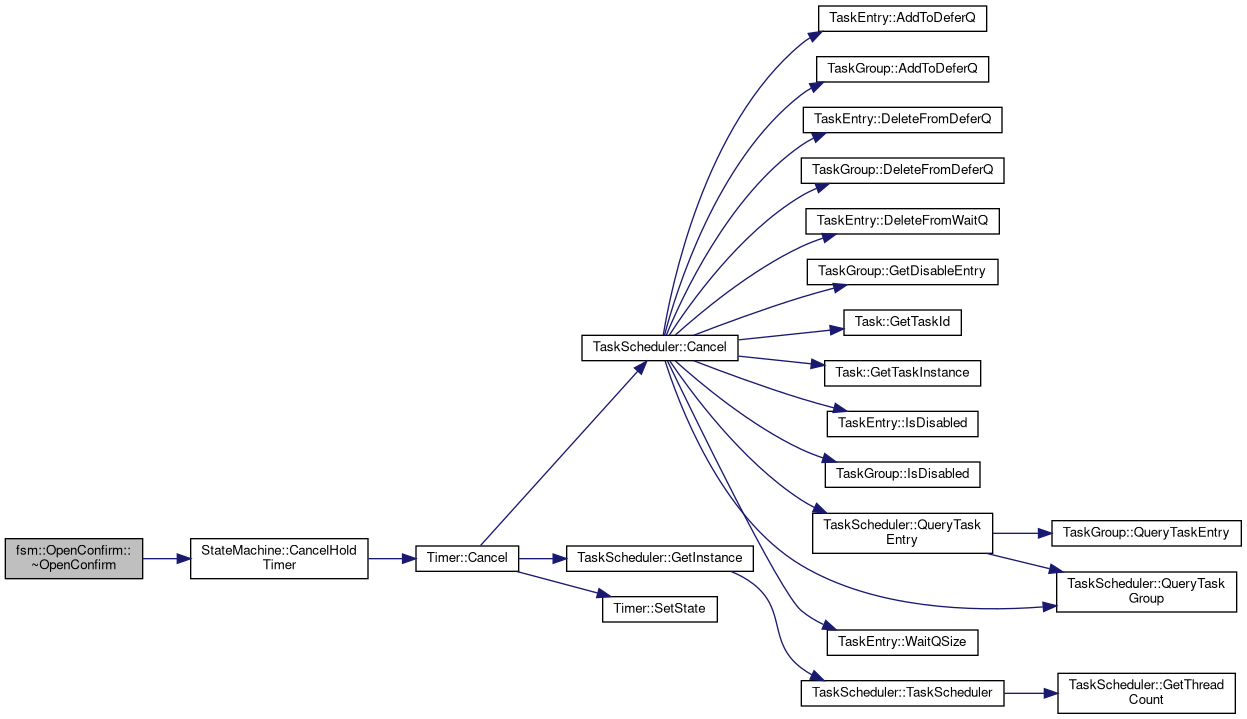 TaskEntry::AddToDeferQ
TaskGroup::AddToDeferQ
TaskEntry::DeleteFromDeferQ
TaskGroup::DeleteFromDeferQ
TaskEntry::DeleteFromWaitQ
TaskGroup::GetDisableEntry
Task::GetTaskId
TaskScheduler::Cancel
Task::GetTaskInstance
TaskEntry::IsDisabled
TaskGroup::IsDisabled
TaskScheduler::QueryTask
Entry
TaskGroup::QueryTaskEntry
fsm::OpenConfirm::
~OpenConfirm
StateMachine::CancelHold
Timer
Timer::Cancel
TaskScheduler::GetInstance
TaskScheduler::QueryTask
Group
Timer::SetState
TaskEntry::WaitQSize
TaskScheduler::TaskScheduler
TaskScheduler::GetThread
Count